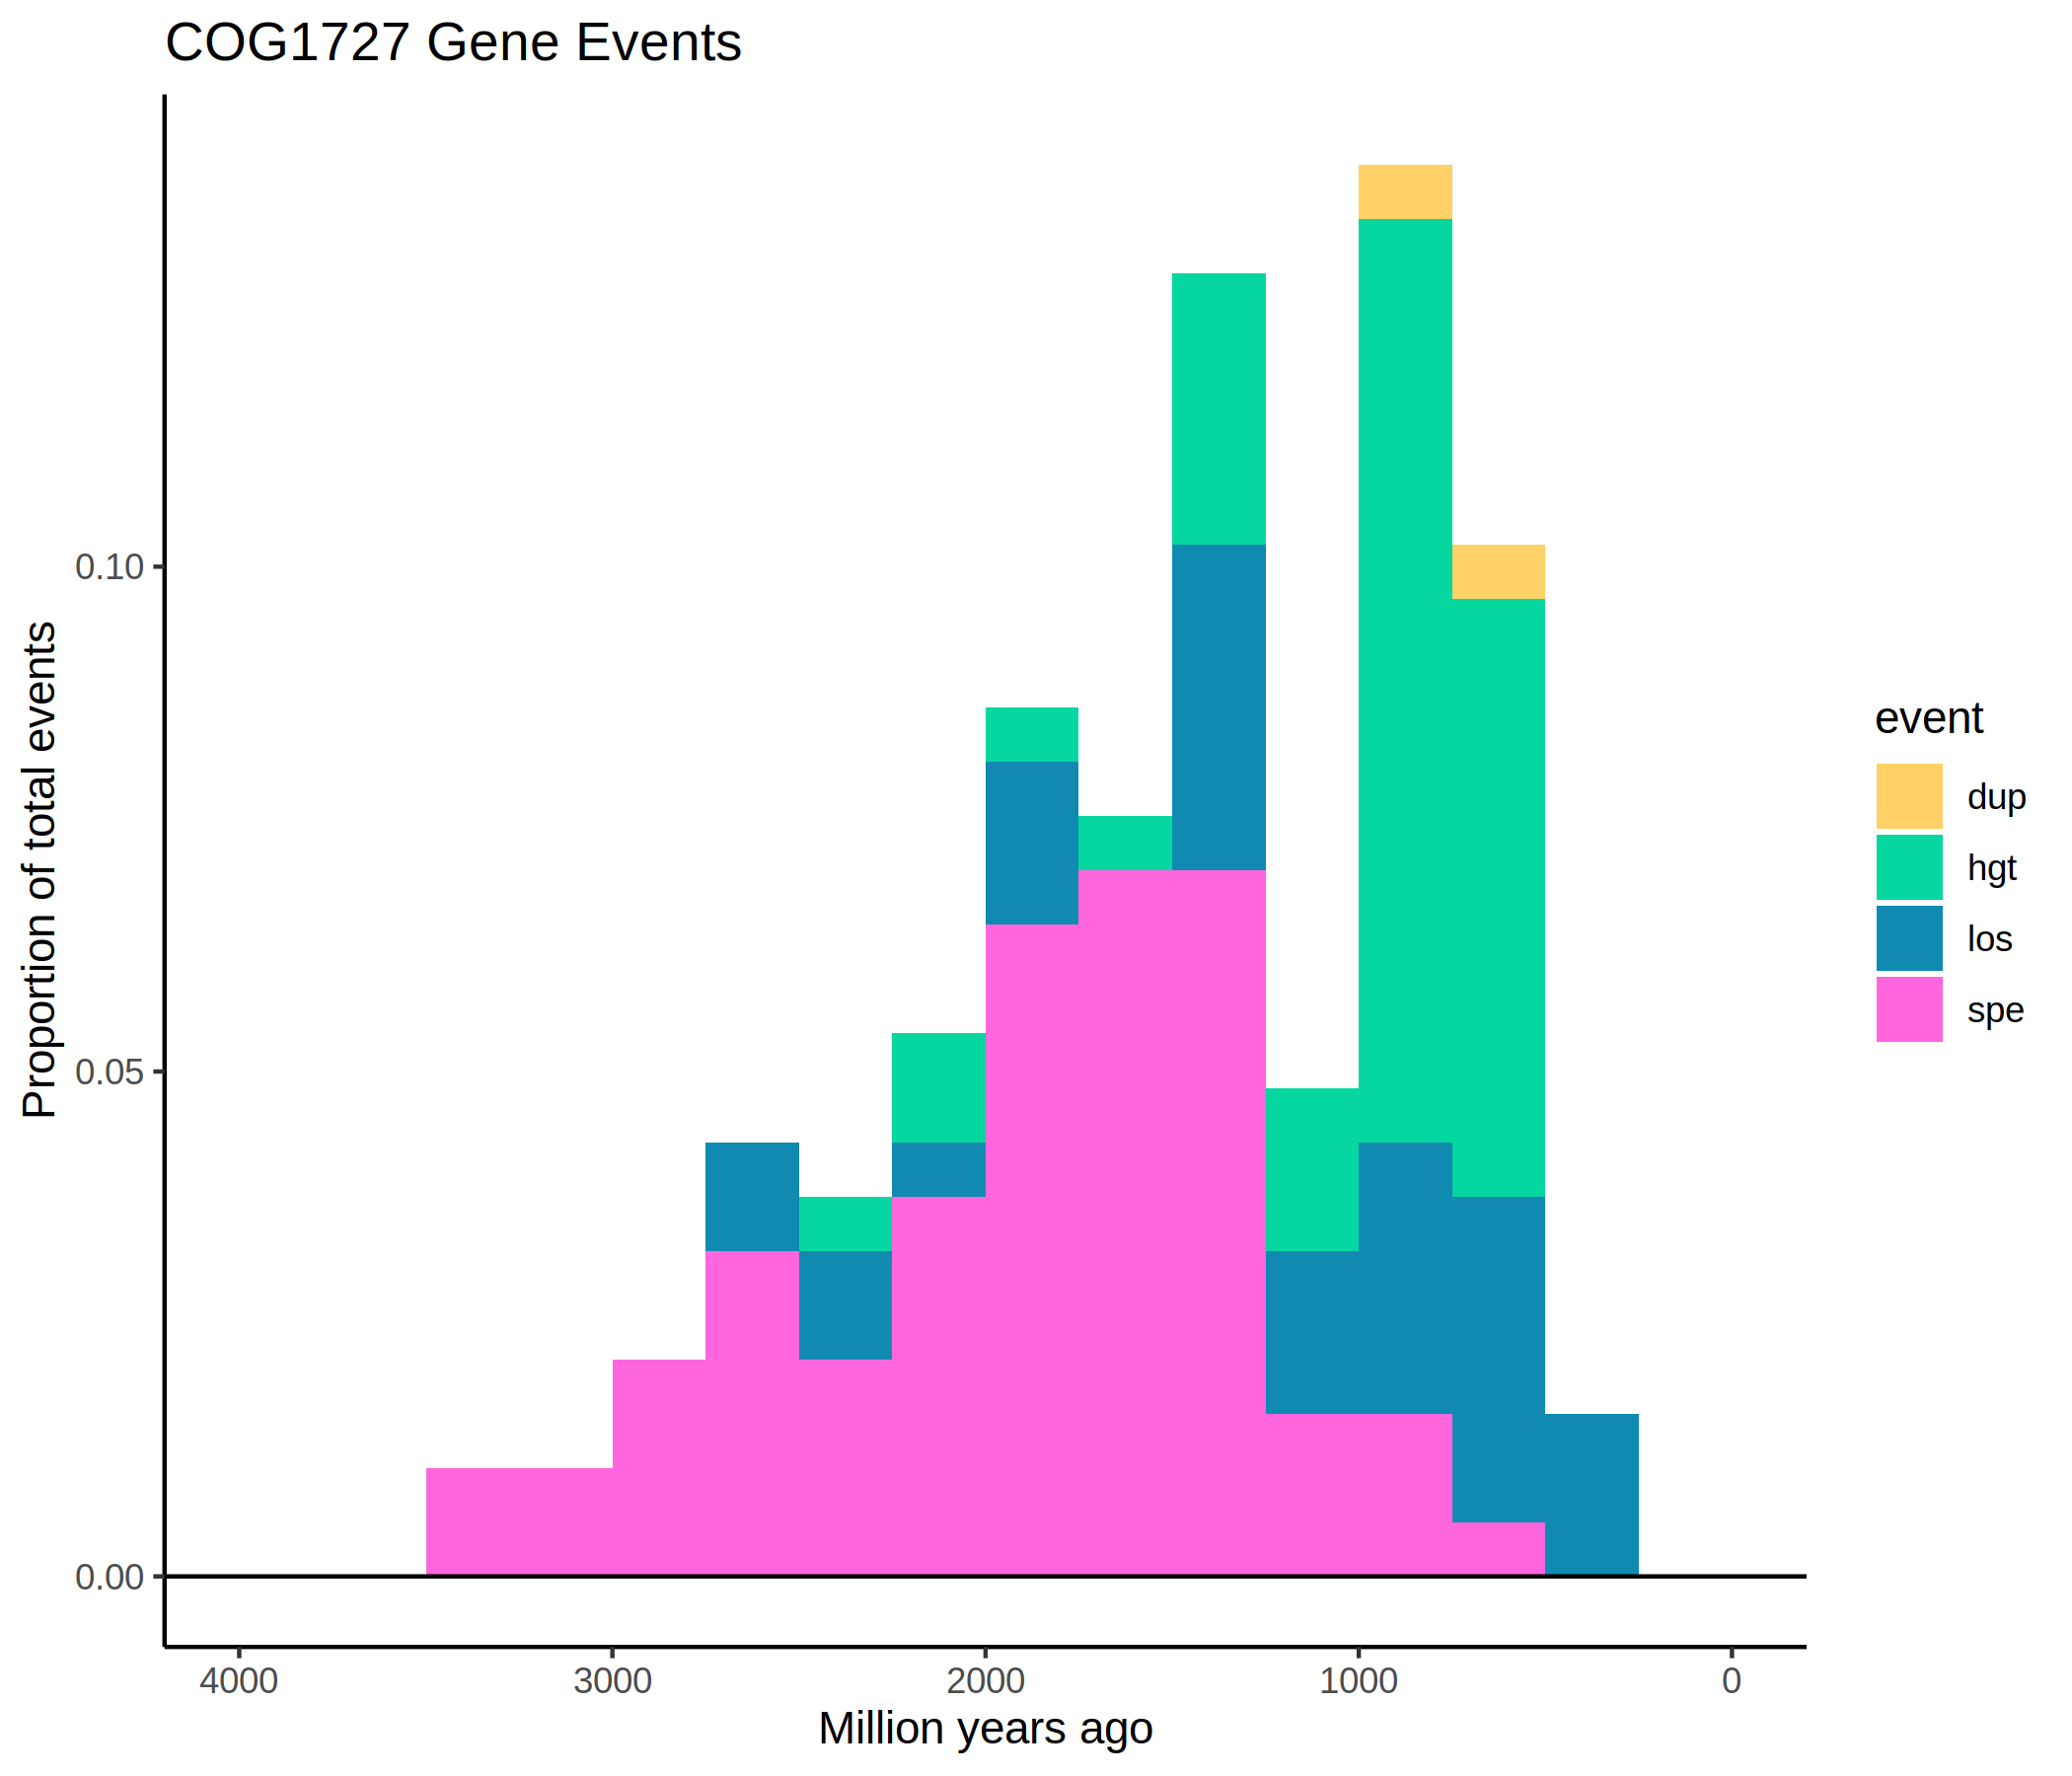 COG1727 Gene Events
Proportion of total events
0.10
0.05
0.00
4000
3000
2000
1000
0
Million years ago
event
dup
hgt
los
spe